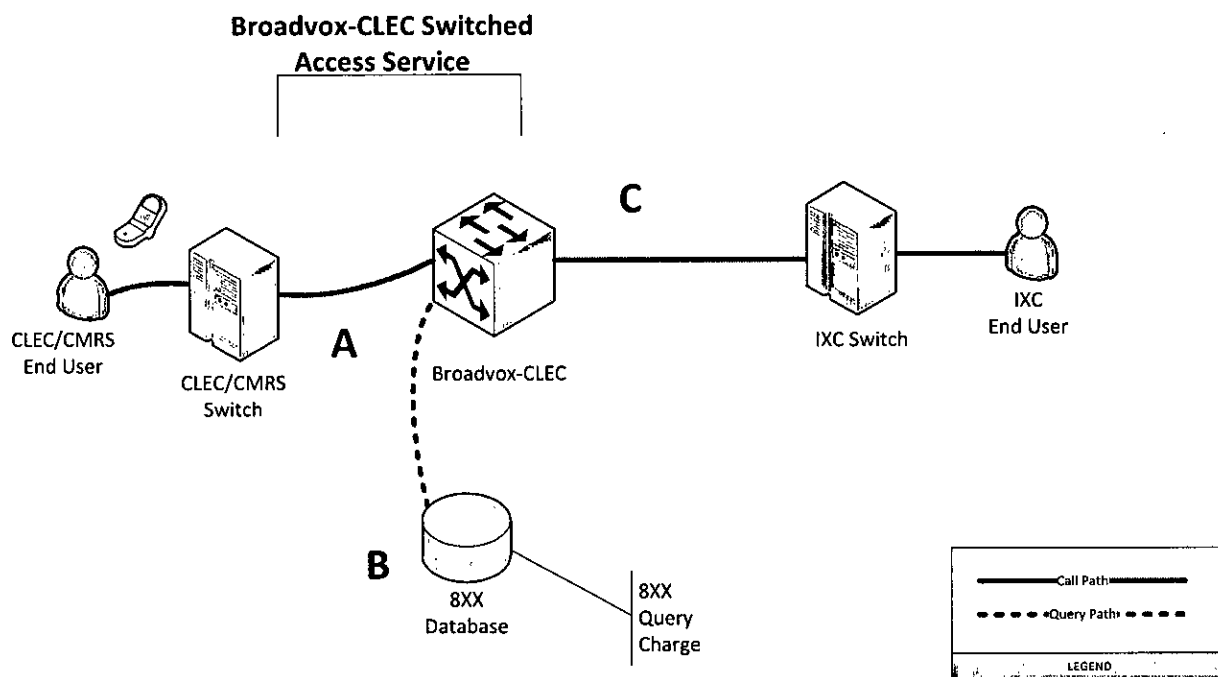 Broadvox-CLEC Switched
Access Service
C
CLEC/CMRS
End User
A
CLEC/CMRS
Switch
Broadvox-CLEC
IXC Switch
IXC
End User
B
8XX
Database
8XX
Query
Charge
Call Path
Query Path
LEGEND